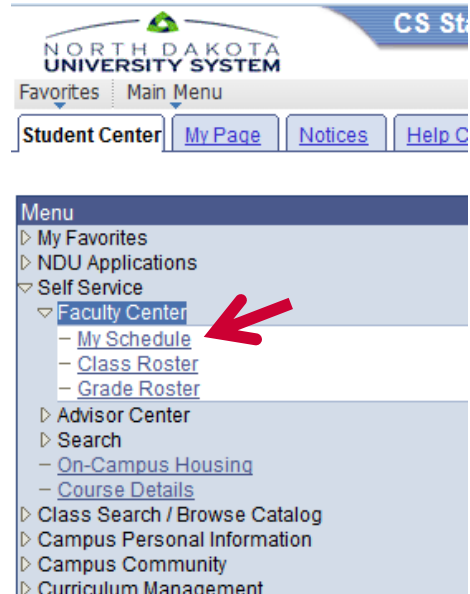 CS Sta
NORTH DAKOTA
UNIVERSITY SYSTEM
Favorites Main Menu
Student Center My Page Notices Help C
Menu
My Favorites
NDU Applications
Self Service
Faculty Center
– My Schedule
– Class Roster
– Grade Roster
Advisor Center
Search
– On-Campus Housing
– Course Details
Class Search / Browse Catalog
Campus Personal Information
Campus Community
Curriculum Management